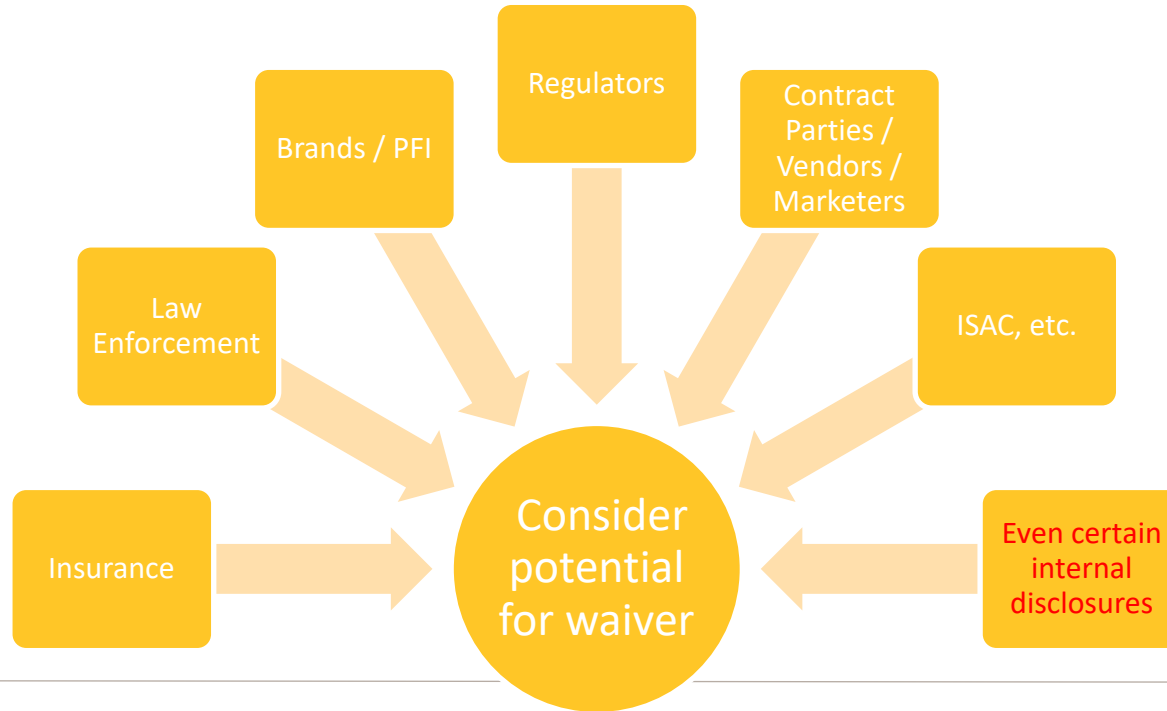 Regulators
Brands / PFI
Contract
Parties /
Vendors /
Marketers
Law
Enforcement
ISAC, etc.
Insurance
Consider
potential
for waiver
Even certain
internal
disclosures